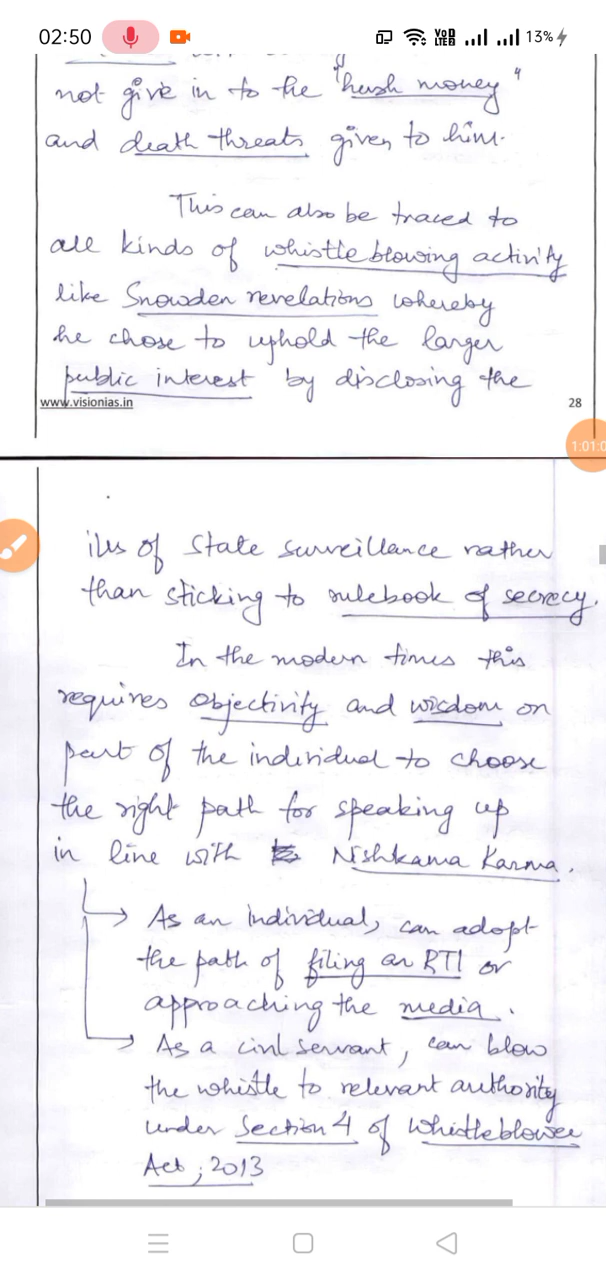 02:50
VoD LTE2
13%
not give in to the "hush money"
and death threats given to him.
This can also be traced to
all kinds of whistle blowing activity
like Snowden revelations whereby
he chose to uphold the larger
public interest by disclosing the
www.visionias.in
28
1:01:0
ills of State surveillance rather
than sticking to rulebook of secrecy.
In the modern times this
requires objectivity and wisdom on
part of the individual to choose
the right path for speaking up
in line with Nishkama Karma.
→ As an individual, can adopt
the path of filing an RTI or
approaching the media.
→ As a civil servant, can blow
the whistle to relevant authority
under Section 4 of Whistleblower
Act, 2013